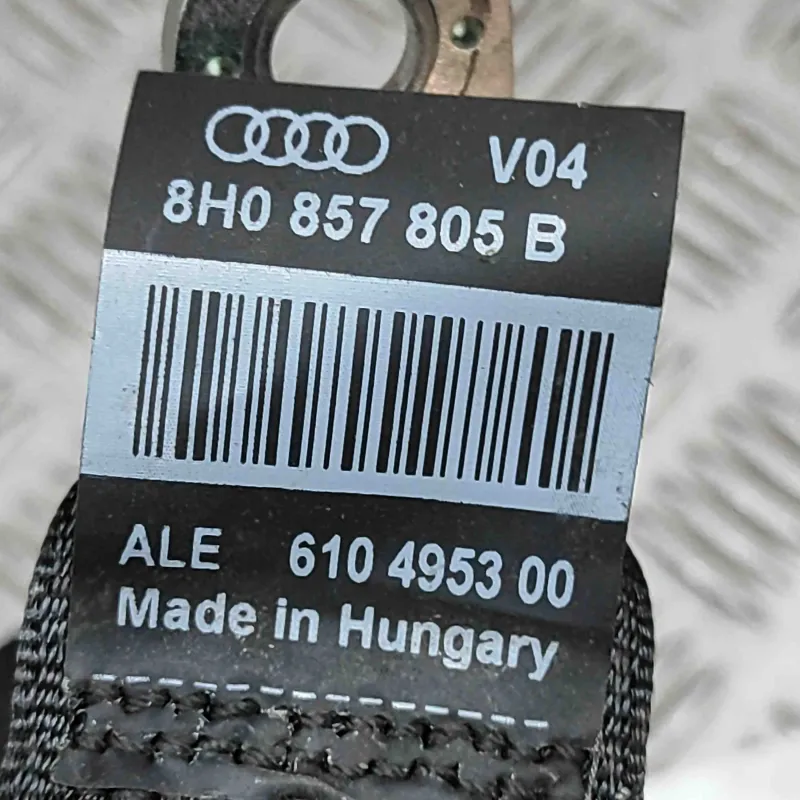 V04
8H0 857 805 B
ALE 610 4953 00
Made in Hungary